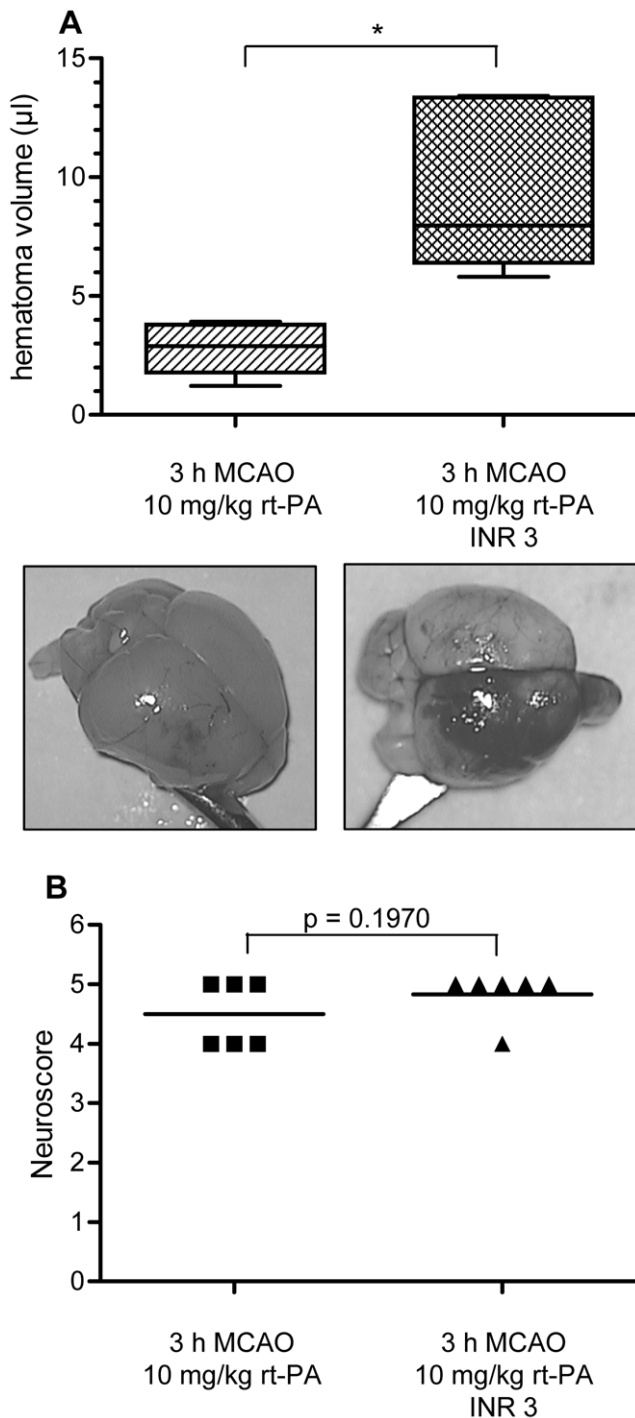 A
*
hematoma volume (µl)
15
10
5
0
3 h MCAO
10 mg/kg rt-PA
3 h MCAO
10 mg/kg rt-PA
INR 3
B
p = 0.1970
Neuroscore
6
5
4
3
2
1
0
3 h MCAO
10 mg/kg rt-PA
3 h MCAO
10 mg/kg rt-PA
INR 3